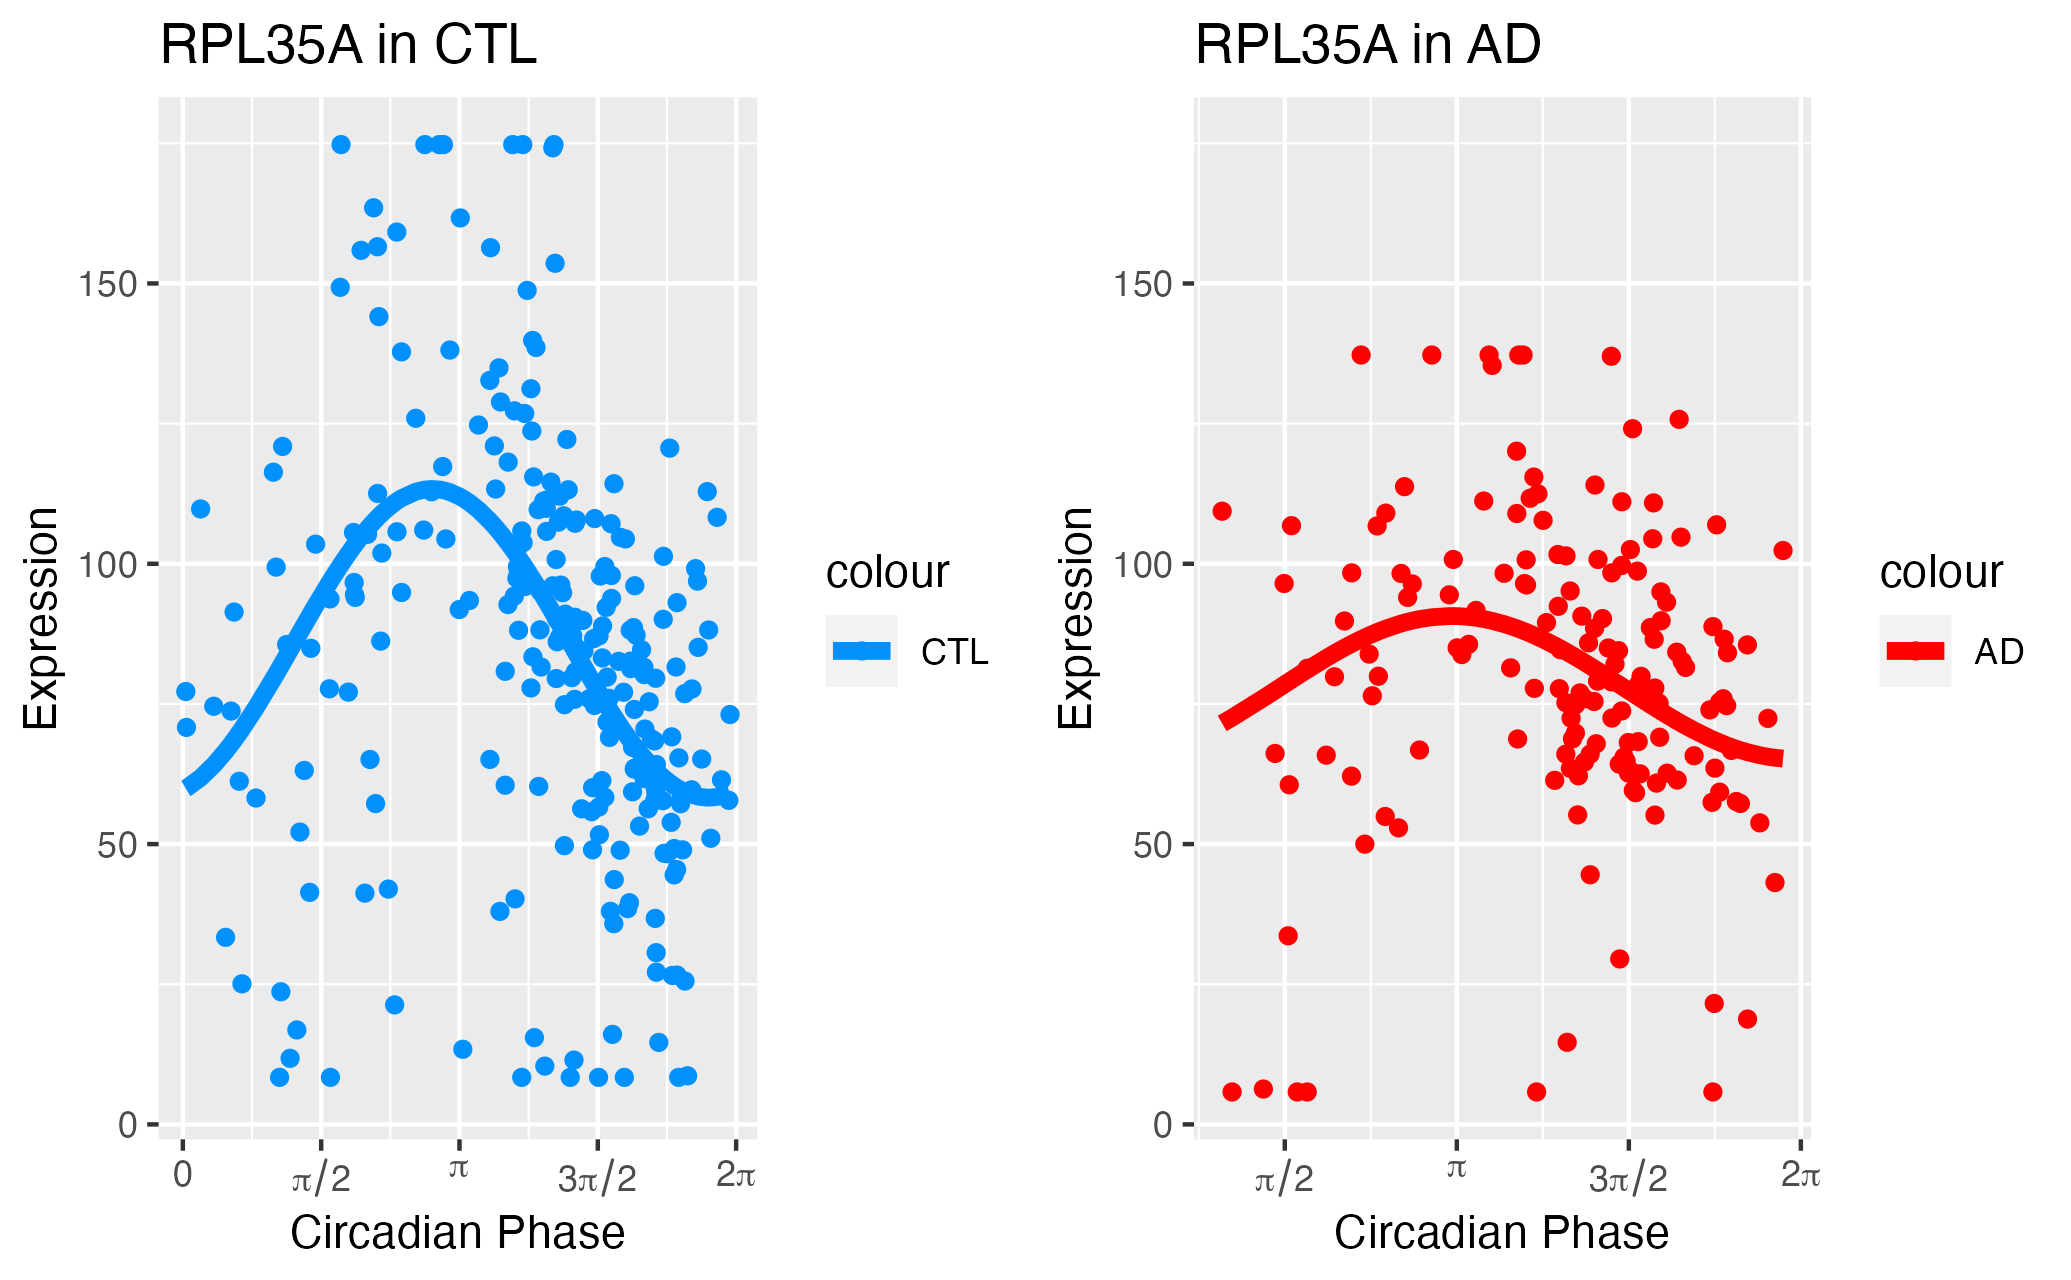 RPL35A in CTL
Expression
150
100
50
0
0 π/2 π 3π/2 2π
Circadian Phase
colour
CTL
RPL35A in AD
Expression
150
100
50
0
π/2 π 3π/2 2π
Circadian Phase
colour
AD